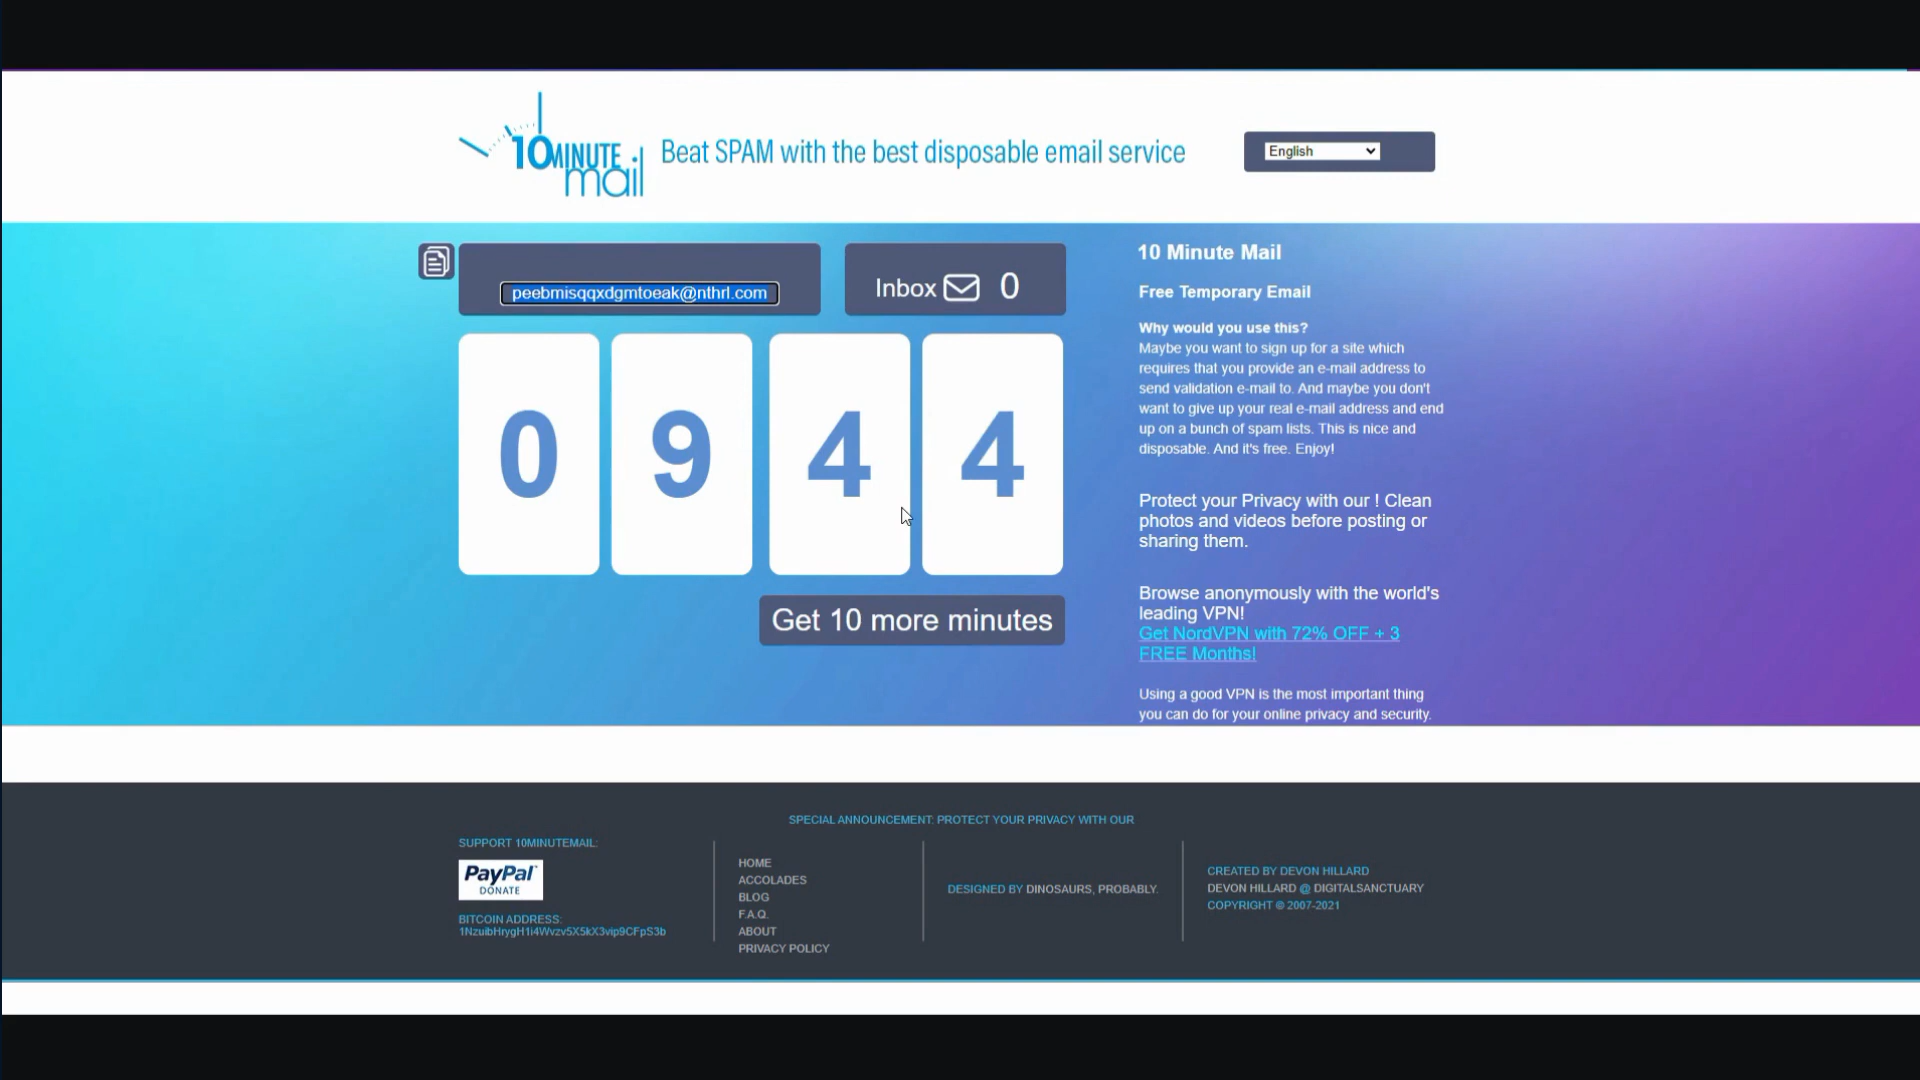 10MINUTE
mail
Beat SPAM with the best disposable email service
English
peebmisqqxdgmtoeak@nthrl.com
Inbox 0
0 9 4 4
Get 10 more minutes
10 Minute Mail
Free Temporary Email
Why would you use this?
Maybe you want to sign up for a site which
requires that you provide an e-mail address to
send validation e-mail to. And maybe you don't
want to give up your real e-mail address and end
up on a bunch of spam lists. This is nice and
disposable. And it's free. Enjoy!
Protect your Privacy with our ! Clean
photos and videos before posting or
sharing them.
Browse anonymously with the world's
leading VPN!
Get NordVPN with 72% OFF + 3
FREE Months!
Using a good VPN is the most important thing
you can do for your online privacy and security.
SPECIAL ANNOUNCEMENT: PROTECT YOUR PRIVACY WITH OUR
SUPPORT 10MINUTEMAIL:
PayPal
DONATE
BITCOIN ADDRESS:
1NzuibHrygH1i4Wvzv5X5kX3vip9CFpS3b
HOME
ACCOLADES
BLOG
F.A.Q.
ABOUT
PRIVACY POLICY
DESIGNED BY DINOSAURS, PROBABLY.
CREATED BY DEVON HILLARD
DEVON HILLARD @ DIGITALSANCTUARY
COPYRIGHT © 2007-2021